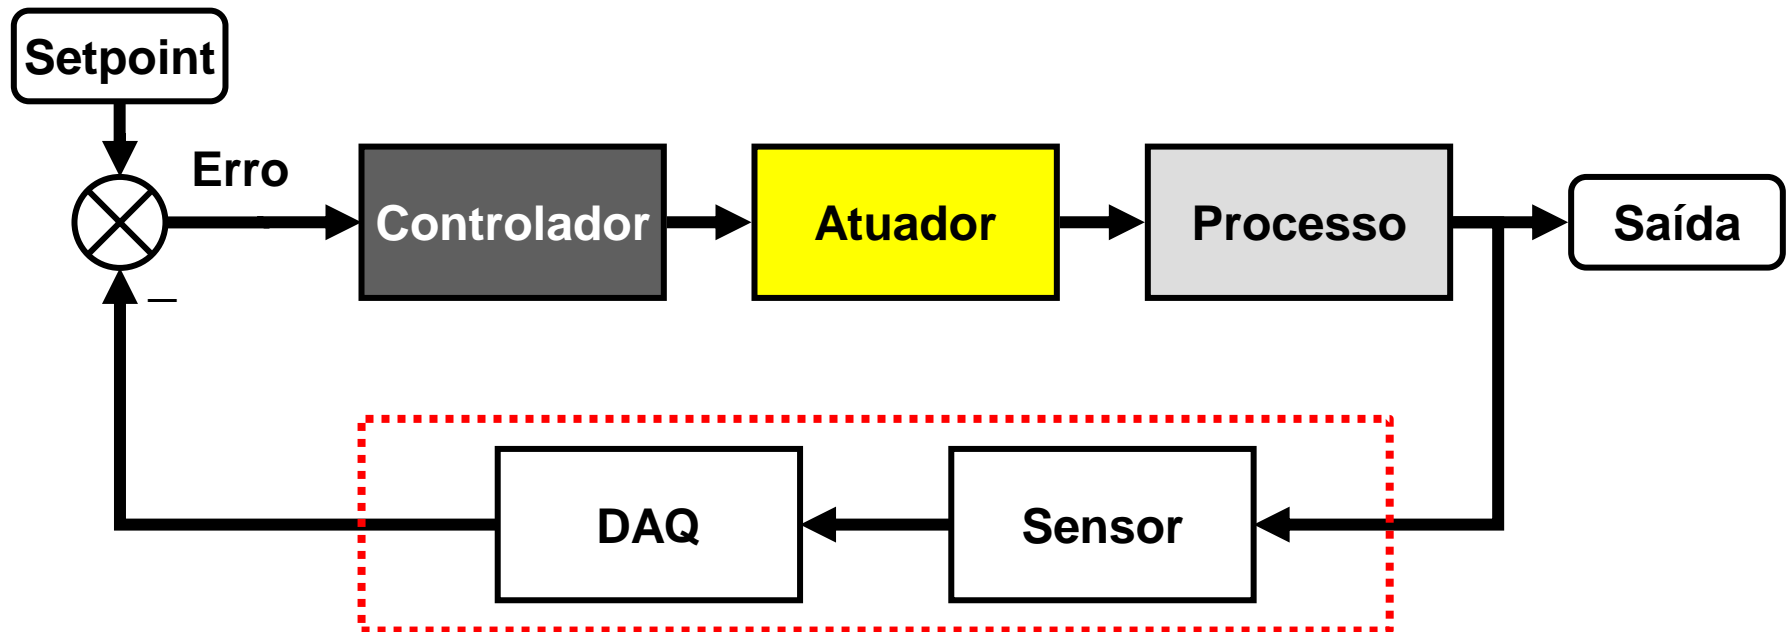 Setpoint
Erro
Controlador
Atuador
Processo
Saída
_
DAQ
Sensor